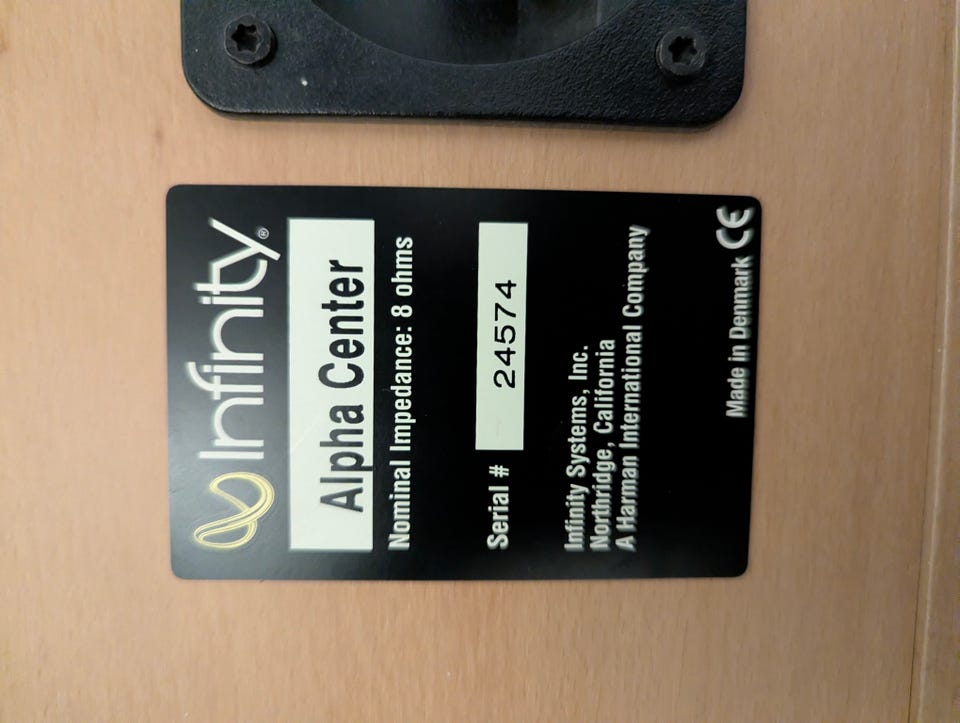 Infinity®
Alpha Center
Nominal Impedance: 8 ohms
Serial # 24574
Infinity Systems, Inc.
Northridge, California
A Harman International Company
Made in Denmark CE